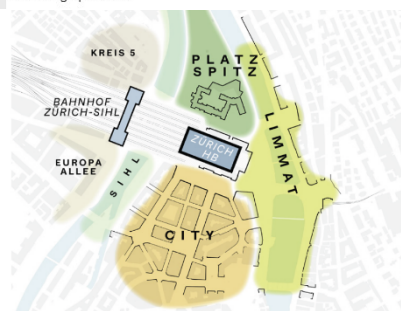 KREIS 5
PLATZ
SPITZ
BAHNHOF
ZÜRICH-SIHL
ZÜRICH
HB
LIMMAT
EUROPA
ALLEE
SIHL
CITY